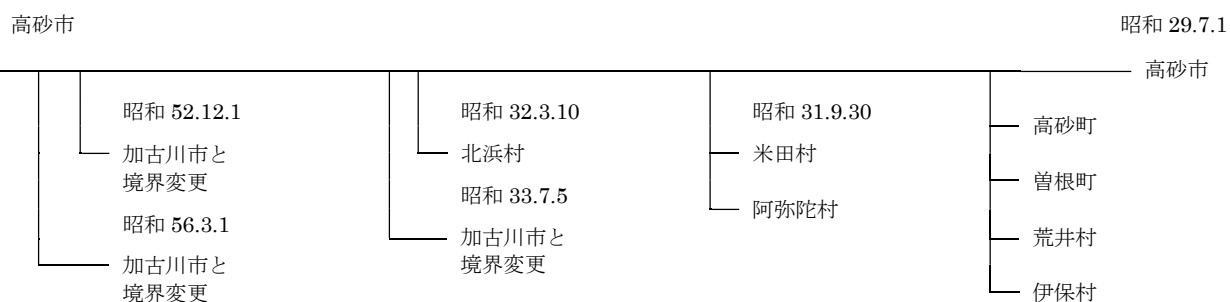 高砂市
昭和 29.7.1
高砂市
昭和 52.12.1
加古川市と
境界変更
昭和 56.3.1
加古川市と
境界変更
昭和 32.3.10
北浜村
昭和 33.7.5
加古川市と
境界変更
昭和 31.9.30
米田村
阿弥陀村
高砂町
曽根町
荒井村
伊保村